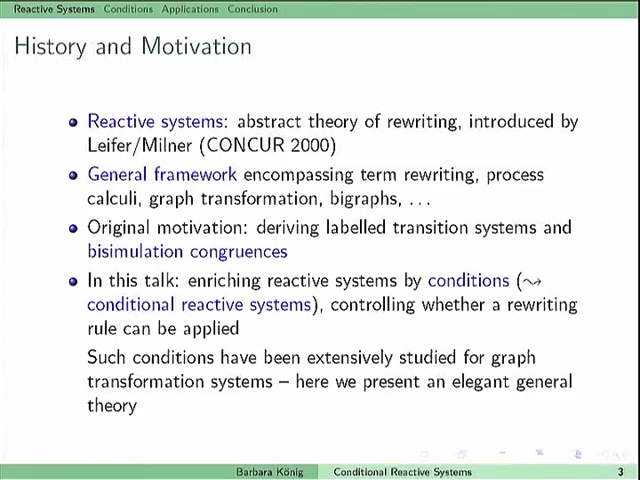 Reactive Systems Conditions Applications Conclusion
History and Motivation
Reactive systems: abstract theory of rewriting, introduced by
Leifer/Milner (CONCUR 2000)
General framework encompassing term rewriting, process
calculi, graph transformation, bigraphs, ...
Original motivation: deriving labelled transition systems and
bisimulation congruences
In this talk: enriching reactive systems by conditions (⇝
conditional reactive systems), controlling whether a rewriting
rule can be applied
Such conditions have been extensively studied for graph
transformation systems – here we present an elegant general
theory
Barbara König Conditional Reactive Systems 3